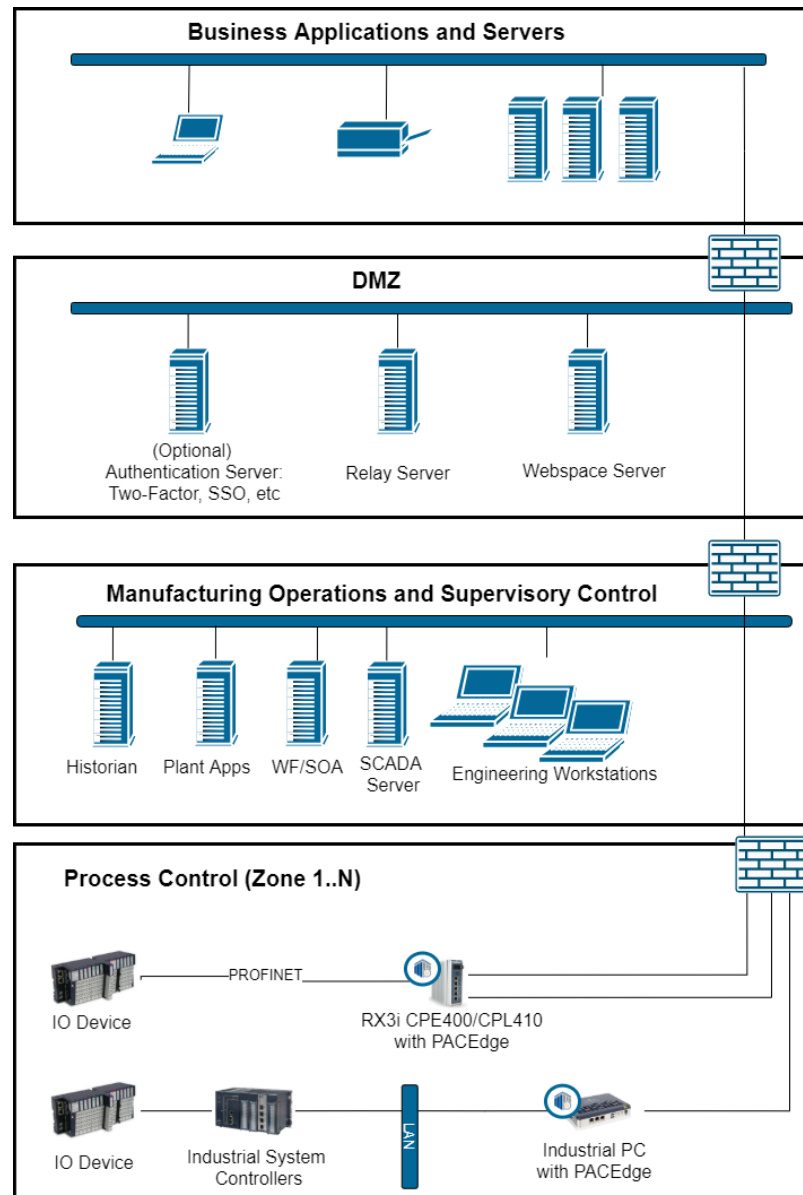 Business Applications and Servers
DMZ
(Optional)
Authentication Server:
Two-Factor, SSO, etc
Relay Server
Webspace Server
Manufacturing Operations and Supervisory Control
Historian
Plant Apps
WF/SOA
SCADA
Server
Engineering Workstations
Process Control (Zone 1..N)
PROFINET
IO Device
RX3i CPE400/CPL410
with PACEdge
LAN
IO Device
Industrial System
Controllers
Industrial PC
with PACEdge